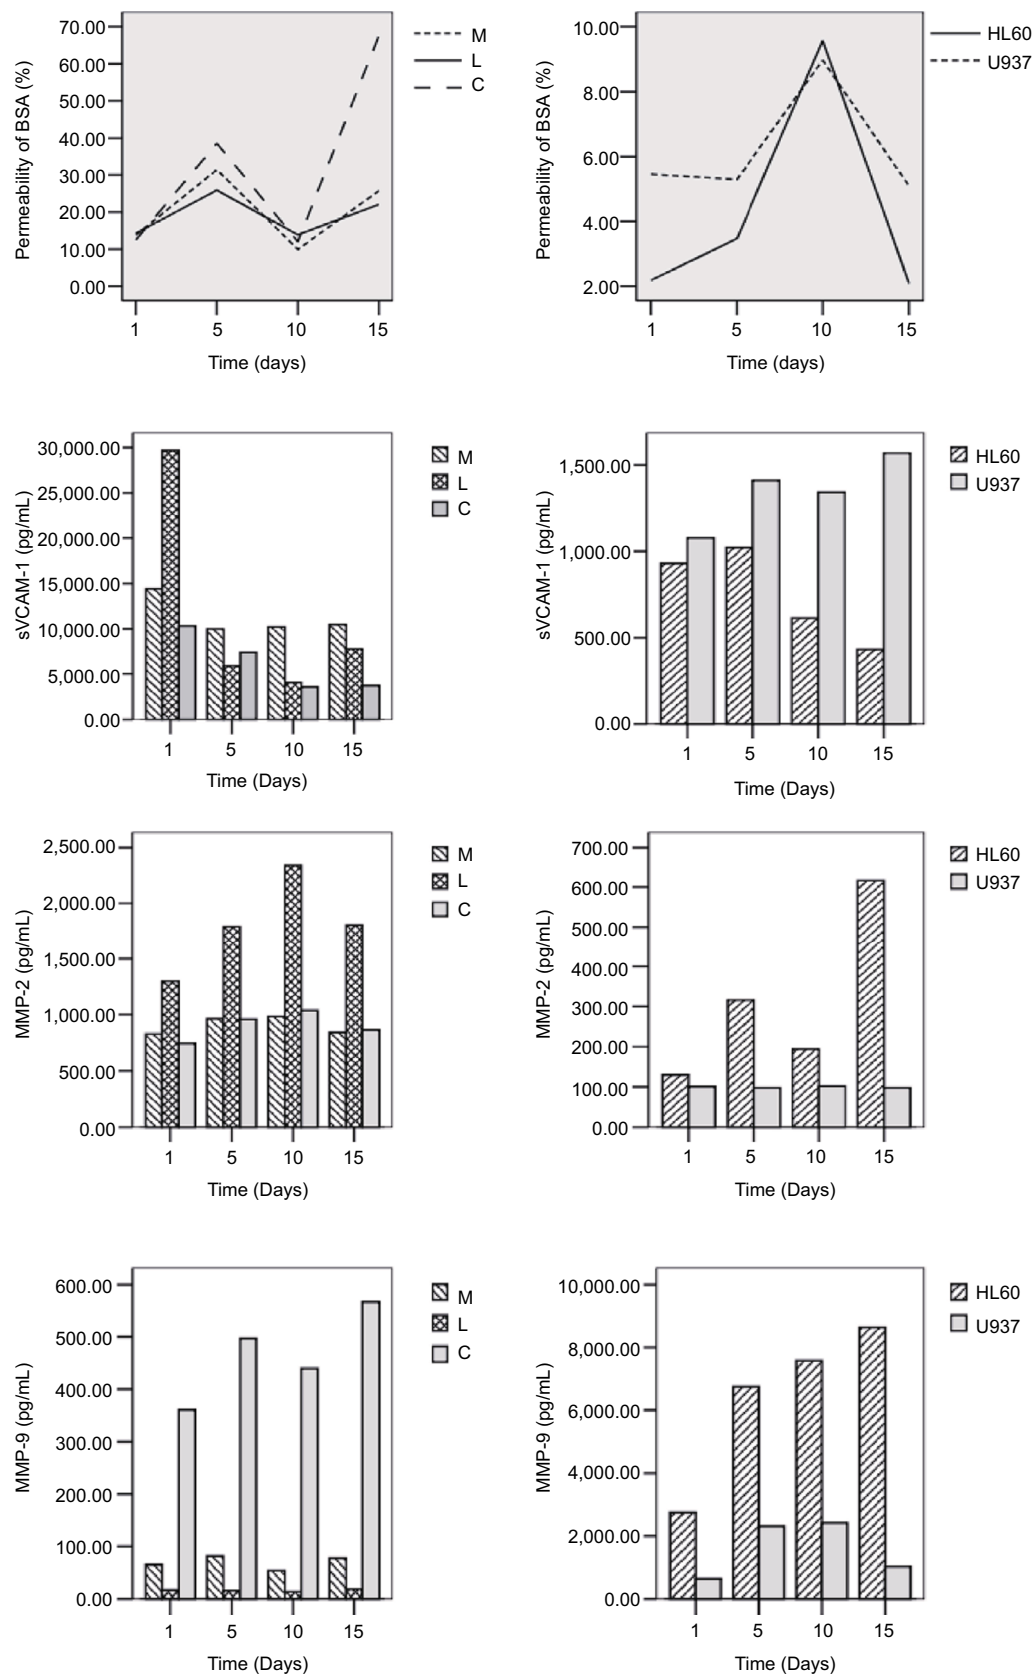 Permeability of BSA (%)
70.00
60.00
50.00
40.00
30.00
20.00
10.00
0.00
1 5 10 15
Time (days)
M
L
C
Permeability of BSA (%)
10.00
8.00
6.00
4.00
2.00
1 5 10 15
Time (days)
HL60
U937
sVCAM-1 (pg/mL)
30,000.00
25,000.00
20,000.00
15,000.00
10,000.00
5,000.00
0.00
1 5 10 15
Time (Days)
M
L
C
sVCAM-1 (pg/mL)
1,500.00
1,000.00
500.00
0.00
1 5 10 15
Time (Days)
HL60
U937
MMP-2 (pg/mL)
2,500.00
2,000.00
1,500.00
1,000.00
500.00
0.00
1 5 10 15
Time (Days)
M
L
C
MMP-2 (pg/mL)
700.00
600.00
500.00
400.00
300.00
200.00
100.00
0.00
1 5 10 15
Time (Days)
HL60
U937
MMP-9 (pg/mL)
600.00
500.00
400.00
300.00
200.00
100.00
0.00
1 5 10 15
Time (Days)
M
L
C
MMP-9 (pg/mL)
10,000.00
8,000.00
6,000.00
4,000.00
2,000.00
0.00
1 5 10 15
Time (Days)
HL60
U937